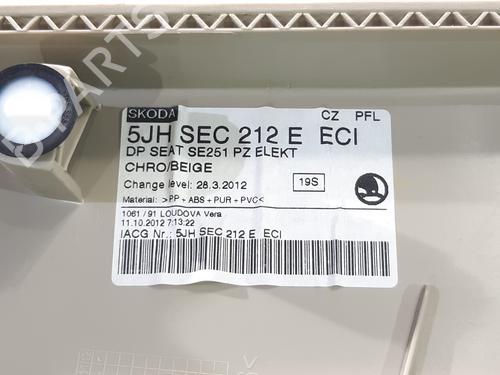 SKODA CZ PFL
5JH SEC 212 E ECI
DP SEAT SE251 PZ ELEKT
CHRO/BEIGE
Change level: 28.3.2012 19S
Material: >PP + ABS + PUR + PVC<
1061 / 91 LOUDOVA Vera
11.10.2012 7:13:22
IACG Nr.: 5JH SEC 212 E ECI